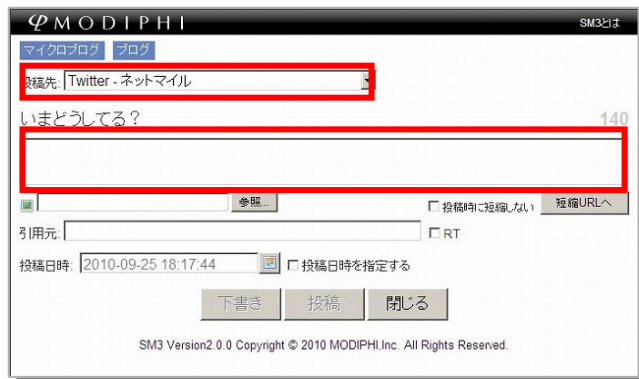 φ MODIPHI SM3とは
マイクロブログ ブログ
投稿先: Twitter - ネットマイル
いまどうしてる? 140
参照... 投稿時に短縮しない 短縮URLへ
引用元: RT
投稿日時: 2010-09-25 18:17:44 投稿日時を指定する
下書き 投稿 閉じる
SM3 Version2.0.0 Copyright © 2010 MODIPHI,Inc. All Rights Reserved.